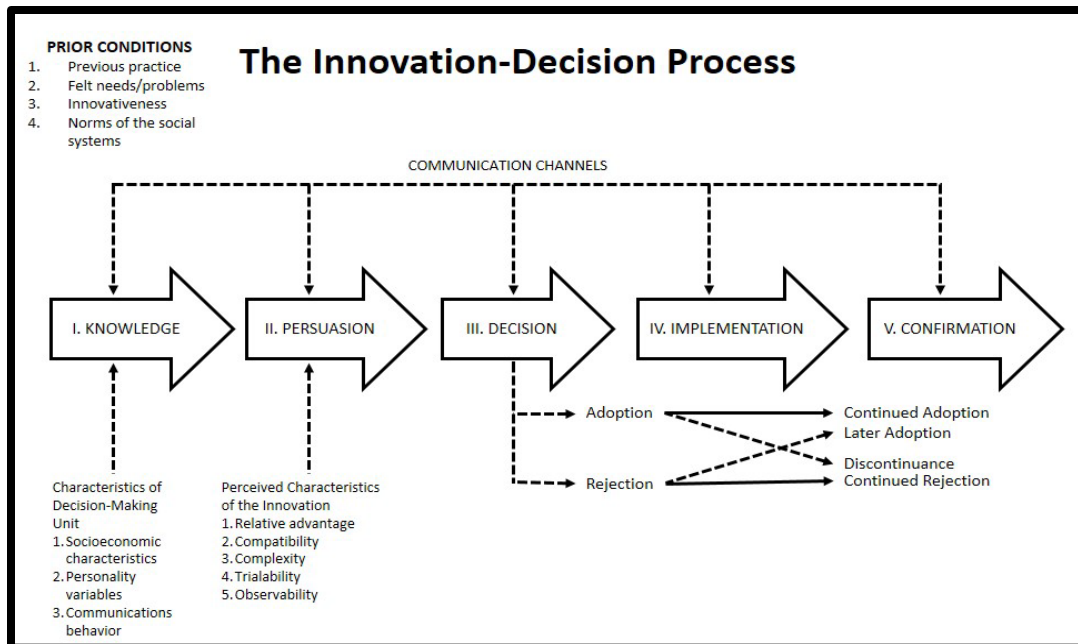 PRIOR CONDITIONS
1. Previous practice
2. Felt needs/problems
3. Innovativeness
4. Norms of the social
systems
The Innovation-Decision Process
COMMUNICATION CHANNELS
I. KNOWLEDGE
II. PERSUASION
III. DECISION
IV. IMPLEMENTATION
V. CONFIRMATION
Adoption
Rejection
Continued Adoption
Later Adoption
Discontinuance
Continued Rejection
Characteristics of
Decision-Making
Unit
1. Socioeconomic
characteristics
2. Personality
variables
3. Communications
behavior
Perceived Characteristics
of the Innovation
1. Relative advantage
2. Compatibility
3. Complexity
4. Trialability
5. Observability